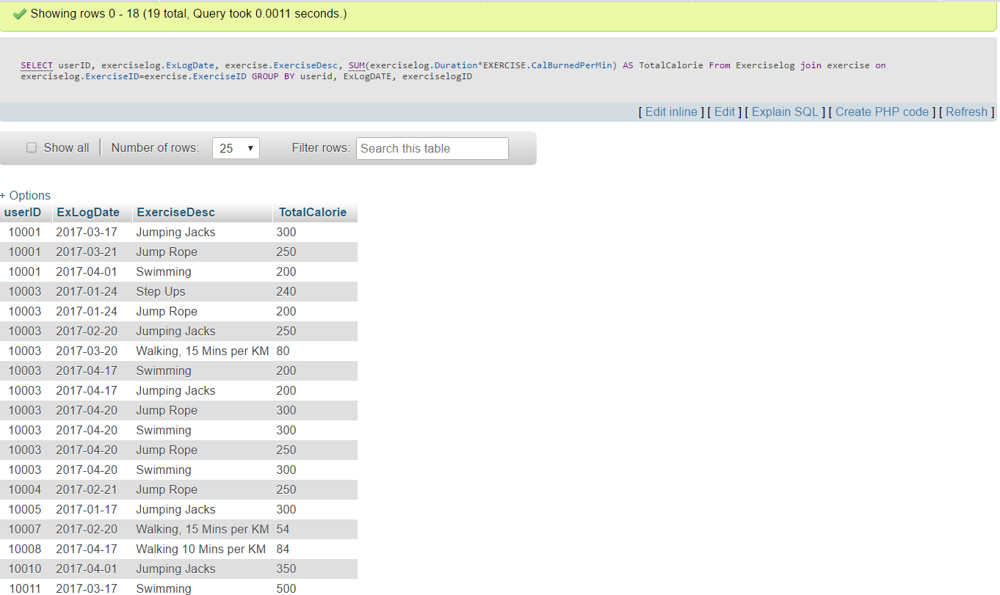 Showing rows 0 - 18 (19 total, Query took 0.0011 seconds.)
SELECT userID, exerciselog.ExLogDate, exercise.ExerciseDesc, SUM(exerciselog.Duration*EXERCISE.CalBurnedPerMin) AS TotalCalorie From Exerciselog join exercise on
exerciselog.ExerciseID=exercise.ExerciseID GROUP BY userid, ExLogDATE, exerciselogID
[ Edit inline ] [ Edit ] [ Explain SQL ] [ Create PHP code ] [ Refresh ]
Show all Number of rows: 25 Filter rows: Search this table
+ Options
userID ExLogDate ExerciseDesc TotalCalorie
10001 2017-03-17 Jumping Jacks 300
10001 2017-03-21 Jump Rope 250
10001 2017-04-01 Swimming 200
10003 2017-01-24 Step Ups 240
10003 2017-01-24 Jump Rope 200
10003 2017-02-20 Jumping Jacks 250
10003 2017-03-20 Walking, 15 Mins per KM 80
10003 2017-04-17 Swimming 200
10003 2017-04-17 Jumping Jacks 200
10003 2017-04-20 Jump Rope 300
10003 2017-04-20 Swimming 300
10003 2017-04-20 Jump Rope 250
10003 2017-04-20 Swimming 300
10004 2017-02-21 Jump Rope 250
10005 2017-01-17 Jumping Jacks 300
10007 2017-02-20 Walking, 15 Mins per KM 54
10008 2017-04-17 Walking 10 Mins per KM 84
10010 2017-04-01 Jumping Jacks 350
10011 2017-03-17 Swimming 500